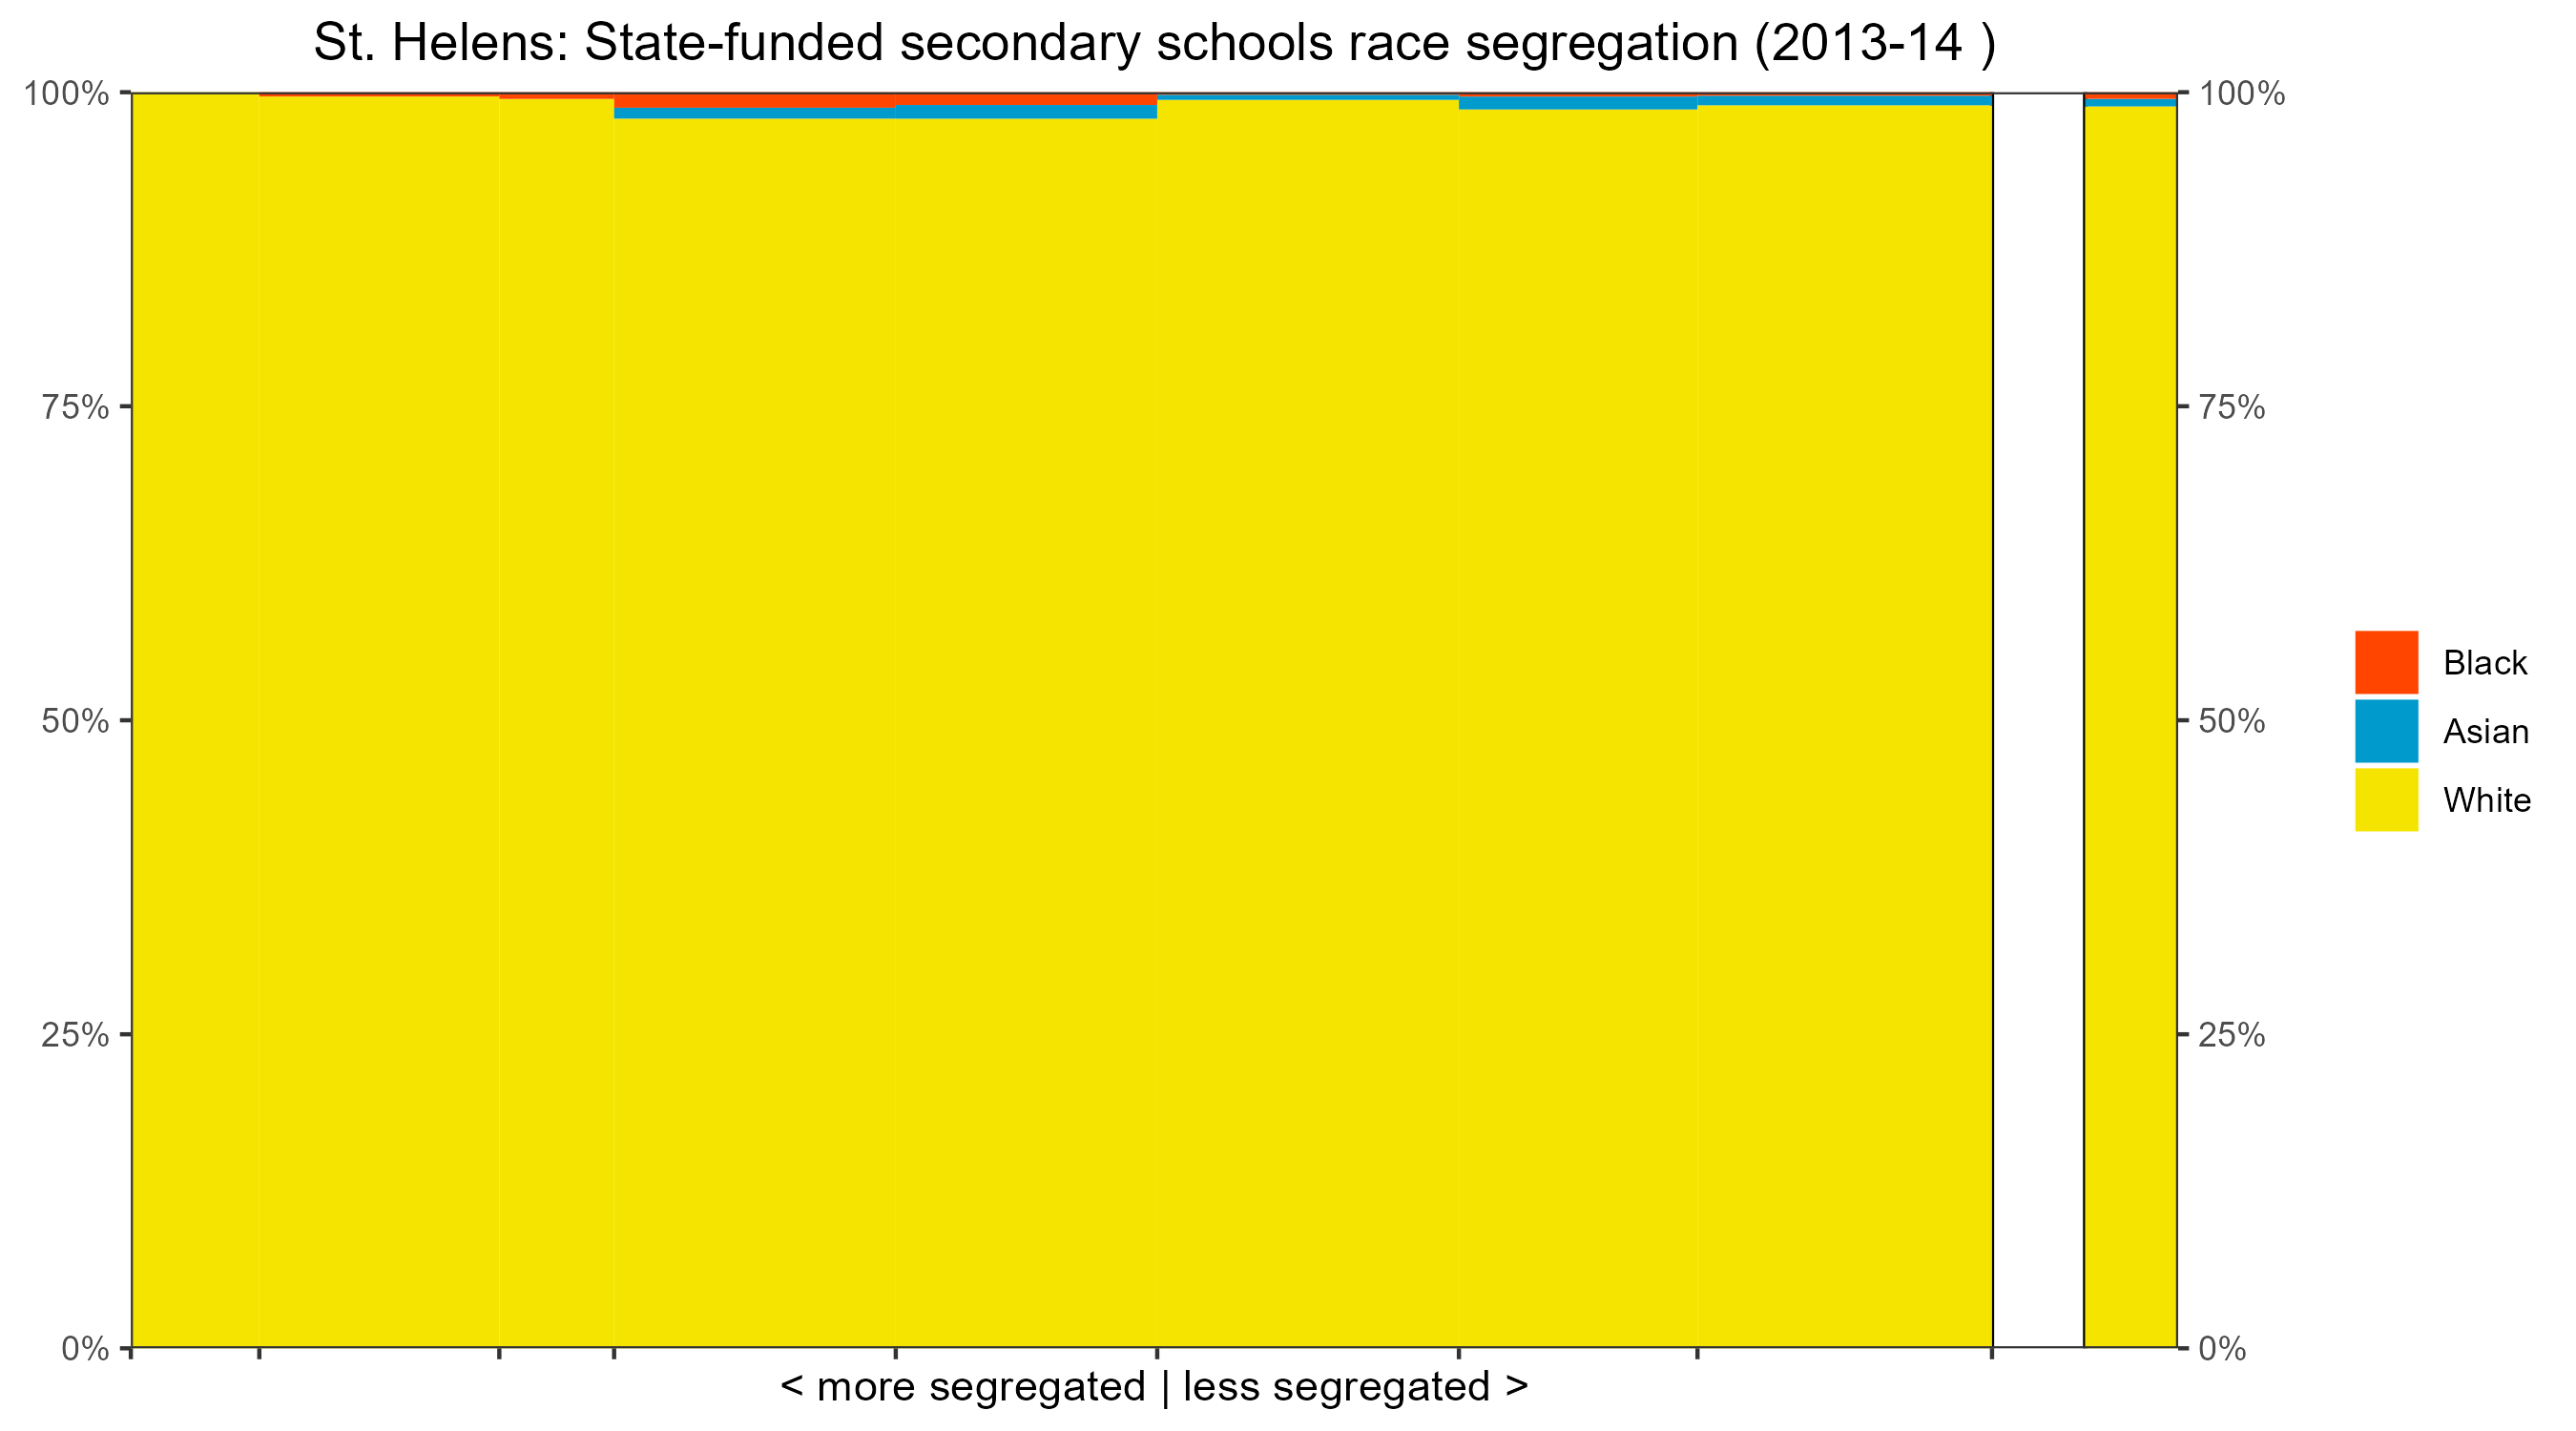 St. Helens: State-funded secondary schools race segregation (2013-14 )
100%
75%
50%
25%
0%
100%
75%
50%
25%
0%
Black
Asian
White
< more segregated | less segregated >